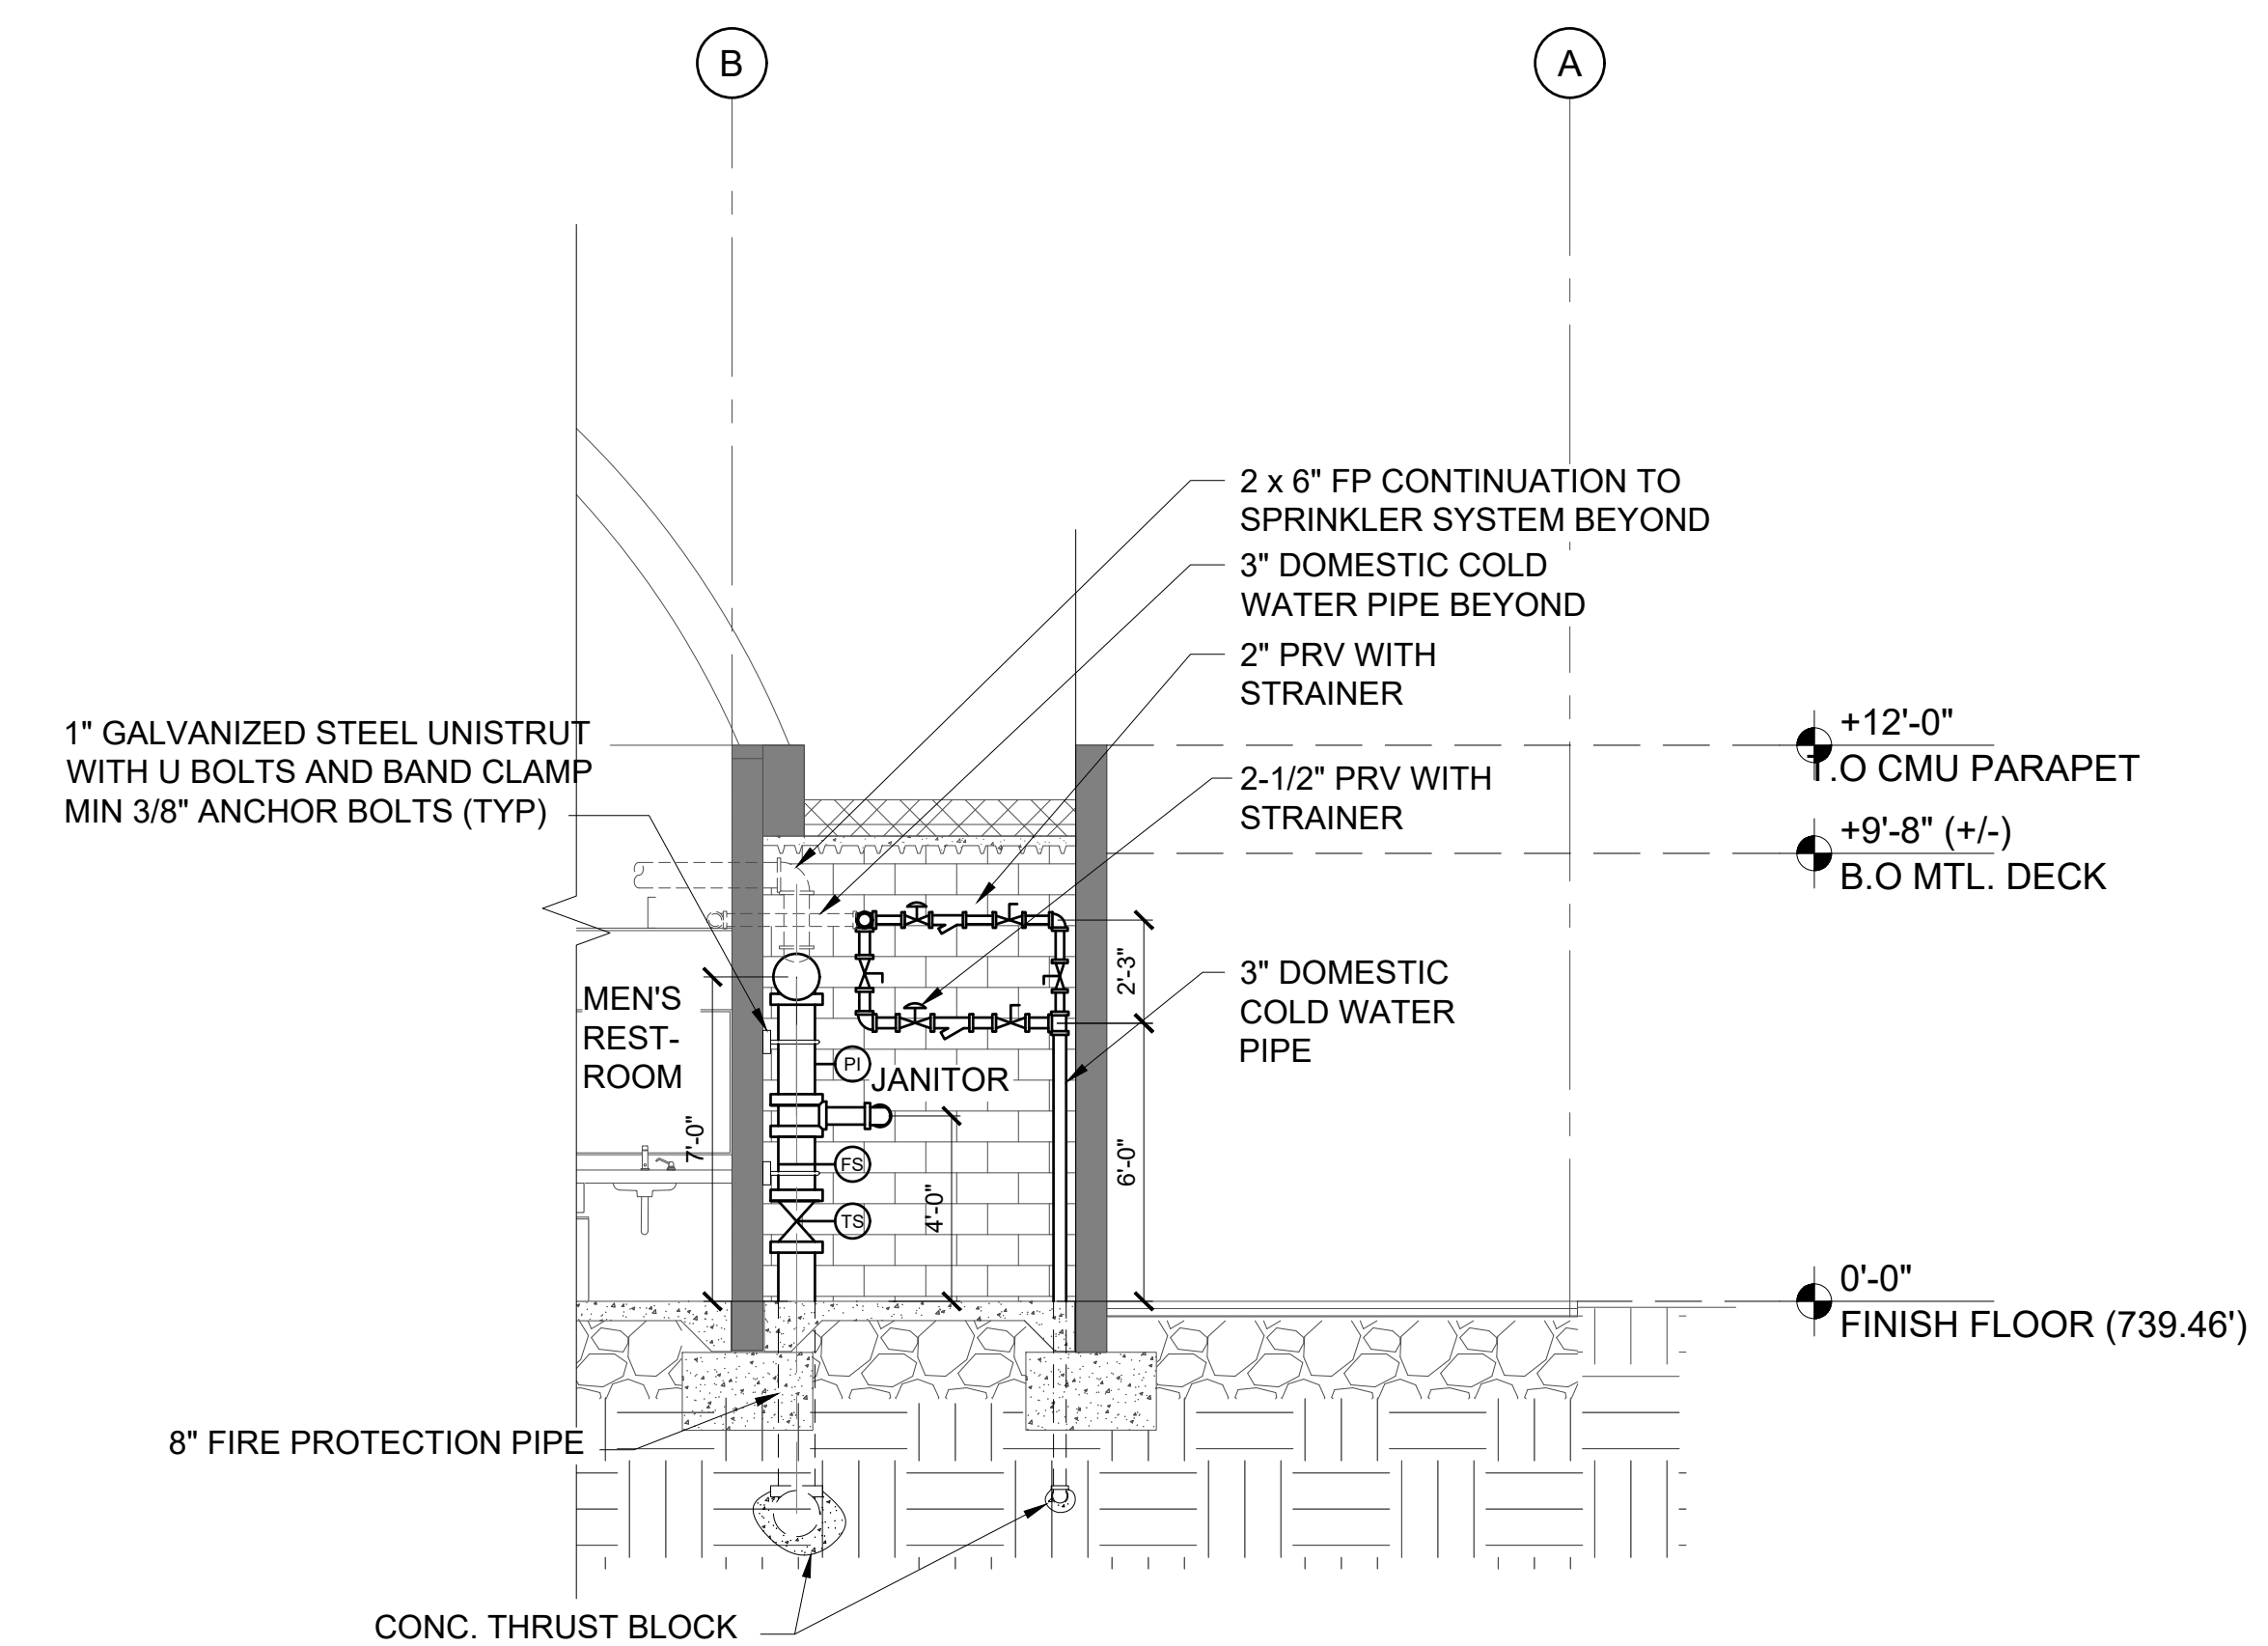 B
A
2 x 6" FP CONTINUATION TO
SPRINKLER SYSTEM BEYOND
3" DOMESTIC COLD
WATER PIPE BEYOND
2" PRV WITH
STRAINER
1" GALVANIZED STEEL UNISTRUT
WITH U BOLTS AND BAND CLAMP
MIN 3/8" ANCHOR BOLTS (TYP)
2-1/2" PRV WITH
STRAINER
+12'-0"
T.O CMU PARAPET
+9'-8" (+/-)
B.O MTL. DECK
3" DOMESTIC
COLD WATER
PIPE
2'-3"
MEN'S
REST-
ROOM
PI
JANITOR
7'-0"
FS
TS
4'-0"
6'-0"
0'-0"
FINISH FLOOR (739.46')
8" FIRE PROTECTION PIPE
CONC. THRUST BLOCK